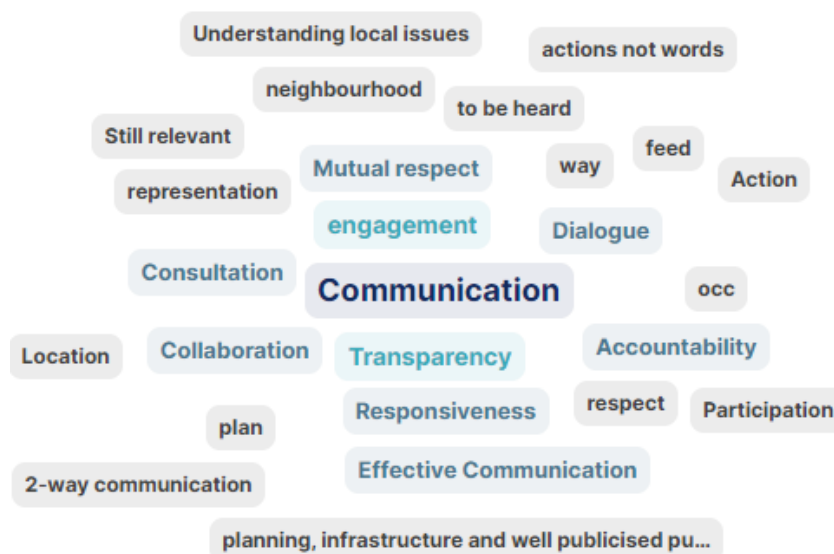 Understanding local issues
actions not words
neighbourhood
to be heard
Still relevant
feed
way
Mutual respect
Action
representation
engagement
Dialogue
Consultation
Communication
occ
Location
Collaboration
Transparency
Accountability
Responsiveness
respect
Participation
plan
Effective Communication
2-way communication
planning, infrastructure and well publicised pu...